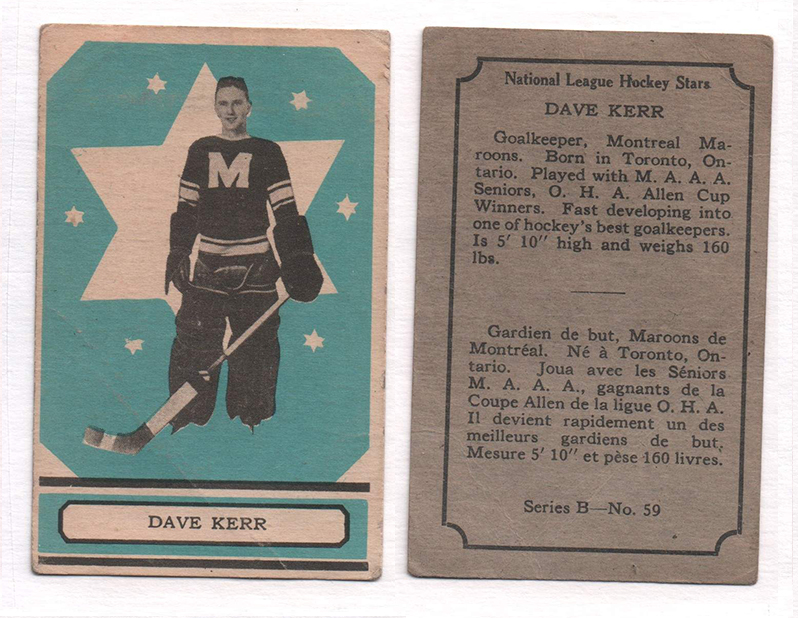 M
DAVE KERR
National League Hockey Stars
DAVE KERR
Goalkeeper, Montreal Ma-
roons. Born in Toronto, On-
tario. Played with M. A. A. A.
Seniors, O. H. A. Allen Cup
Winners. Fast developing into
one of hockey's best goalkeepers.
Is 5′ 10″ high and weighs 160
lbs.
Gardien de but, Maroons de
Montréal. Né à Toronto, On-
tario. Joua avec les Séniors
M. A. A. A., gagnants de la
Coupe Allen de la ligue O. H. A.
Il devient rapidement un des
meilleurs gardiens de but.
Mesure 5′ 10″ et pèse 160 livres.
Series B—No. 59